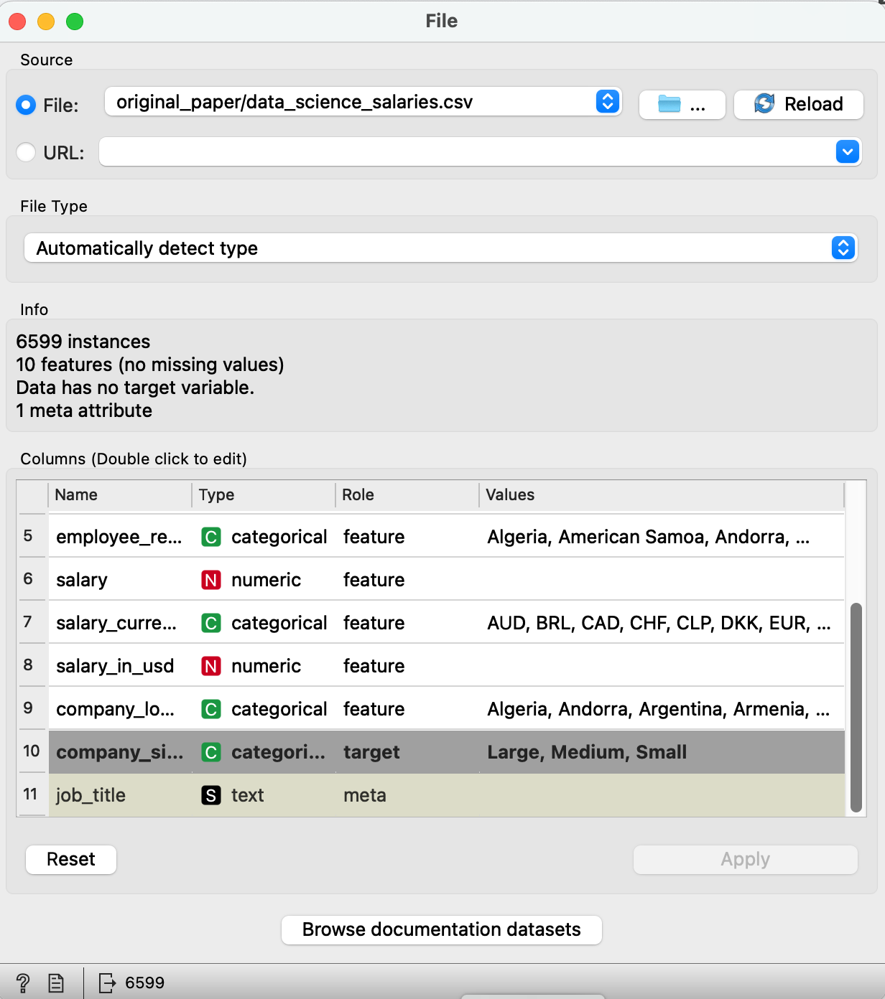 File
Source
File: original_paper/data_science_salaries.csv ... Reload
URL:
File Type
Automatically detect type
Info
6599 instances
10 features (no missing values)
Data has no target variable.
1 meta attribute
Columns (Double click to edit)
Name Type Role Values
5 employee_re... C categorical feature Algeria, American Samoa, Andorra, ...
6 salary N numeric feature
7 salary_curre... C categorical feature AUD, BRL, CAD, CHF, CLP, DKK, EUR, ...
8 salary_in_usd N numeric feature
9 company_lo... C categorical feature Algeria, Andorra, Argentina, Armenia, ...
10 company_si... C categori... target Large, Medium, Small
11 job_title S text meta
Reset Apply
Browse documentation datasets
? 6599